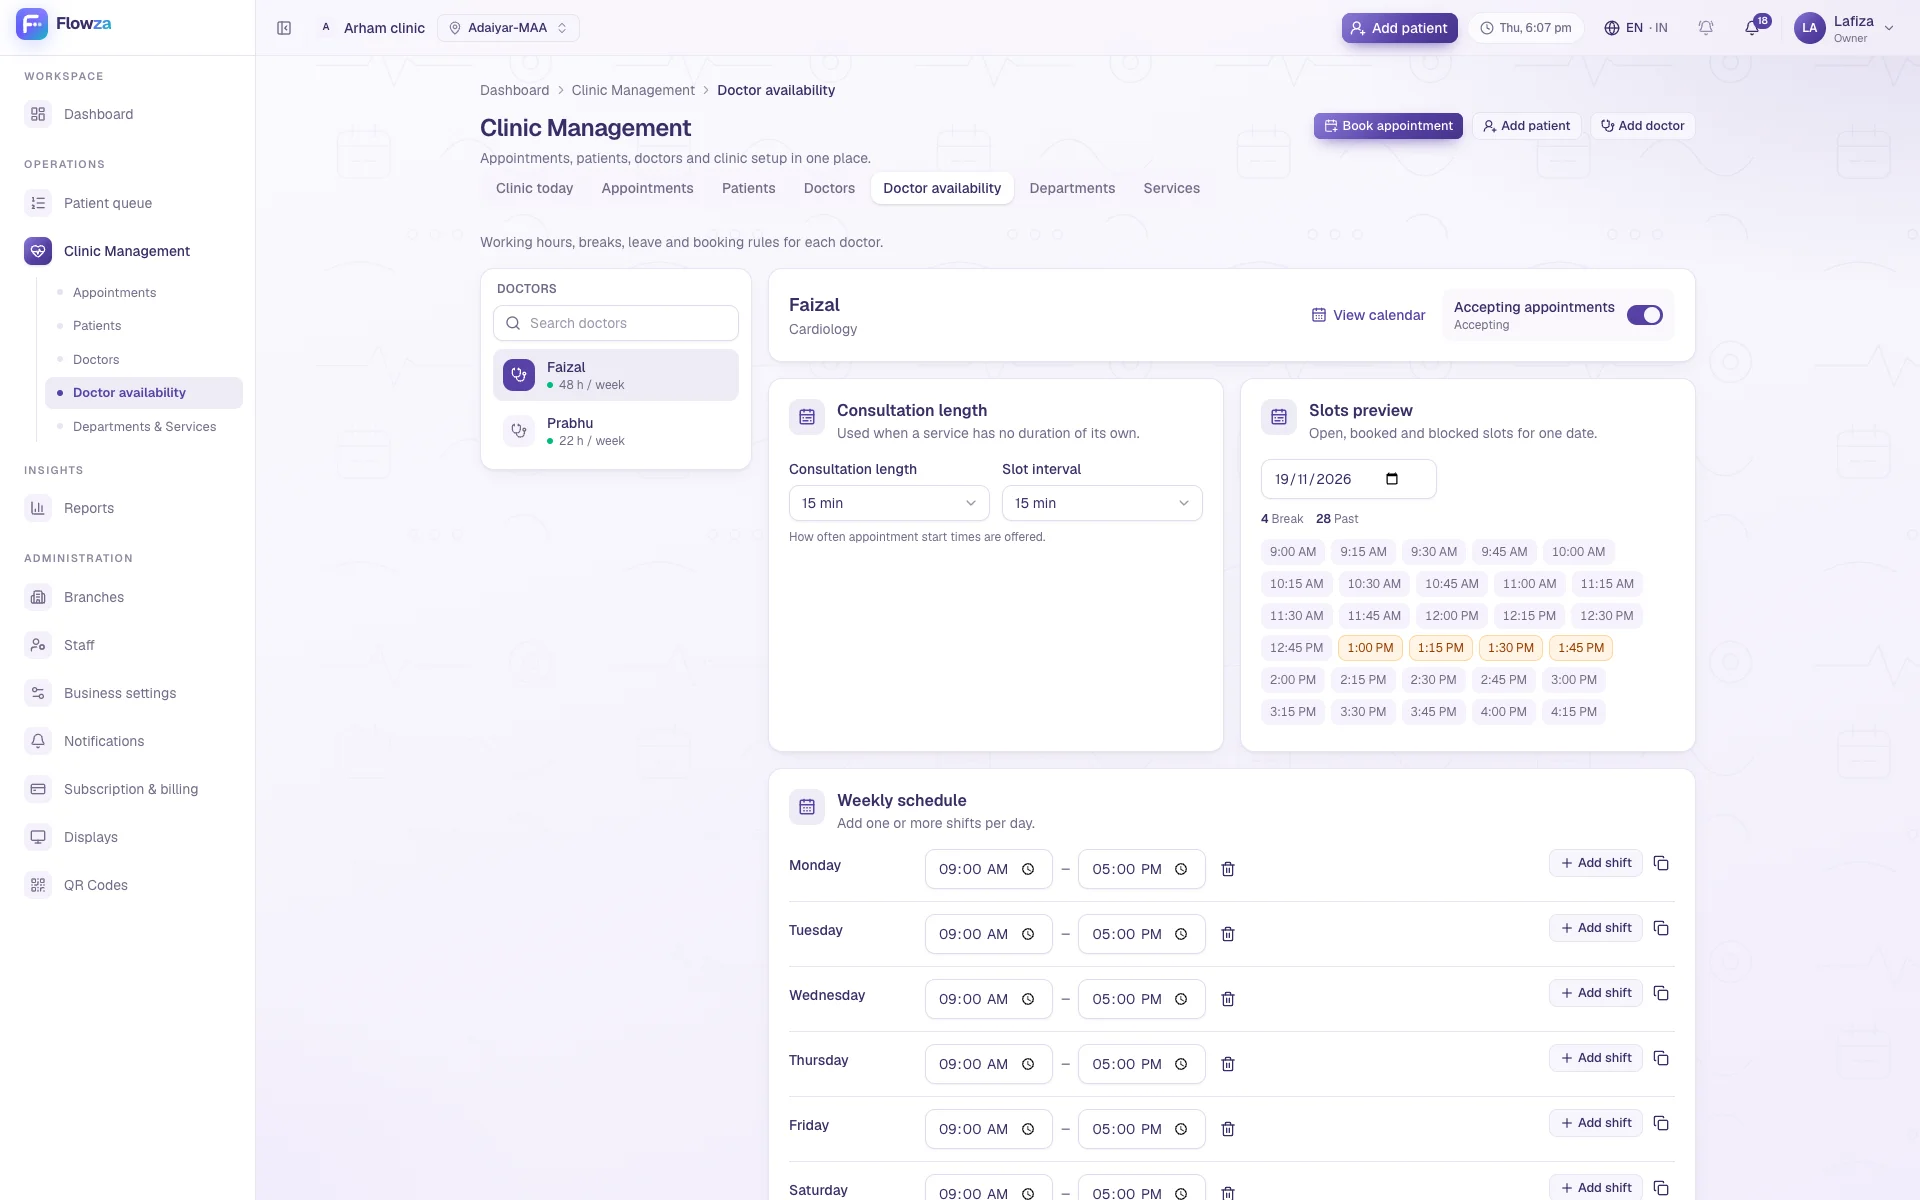 Flowza
A Arham clinic Adaiyar-MAA Add patient Thu, 6:07 pm EN · IN 18 LA Lafiza
Owner
WORKSPACE
Dashboard
OPERATIONS
Patient queue
Clinic Management
Appointments
Patients
Doctors
Doctor availability
Departments & Services
INSIGHTS
Reports
ADMINISTRATION
Branches
Staff
Business settings
Notifications
Subscription & billing
Displays
QR Codes
Dashboard > Clinic Management > Doctor availability
Clinic Management
Book appointment Add patient Add doctor
Appointments, patients, doctors and clinic setup in one place.
Clinic today Appointments Patients Doctors Doctor availability Departments Services
Working hours, breaks, leave and booking rules for each doctor.
DOCTORS
Search doctors
Faizal
48 h / week
Prabhu
22 h / week
Faizal
Cardiology
View calendar
Accepting appointments
Accepting
Consultation length
Used when a service has no duration of its own.
Consultation length Slot interval
15 min 15 min
How often appointment start times are offered.
Slots preview
Open, booked and blocked slots for one date.
19/11/2026
4 Break 28 Past
9:00 AM 9:15 AM 9:30 AM 9:45 AM 10:00 AM
10:15 AM 10:30 AM 10:45 AM 11:00 AM 11:15 AM
11:30 AM 11:45 AM 12:00 PM 12:15 PM 12:30 PM
12:45 PM 1:00 PM 1:15 PM 1:30 PM 1:45 PM
2:00 PM 2:15 PM 2:30 PM 2:45 PM 3:00 PM
3:15 PM 3:30 PM 3:45 PM 4:00 PM 4:15 PM
Weekly schedule
Add one or more shifts per day.
Monday 09:00 AM – 05:00 PM + Add shift
Tuesday 09:00 AM – 05:00 PM + Add shift
Wednesday 09:00 AM – 05:00 PM + Add shift
Thursday 09:00 AM – 05:00 PM + Add shift
Friday 09:00 AM – 05:00 PM + Add shift
Saturday 09:00 AM – 05:00 PM + Add shift